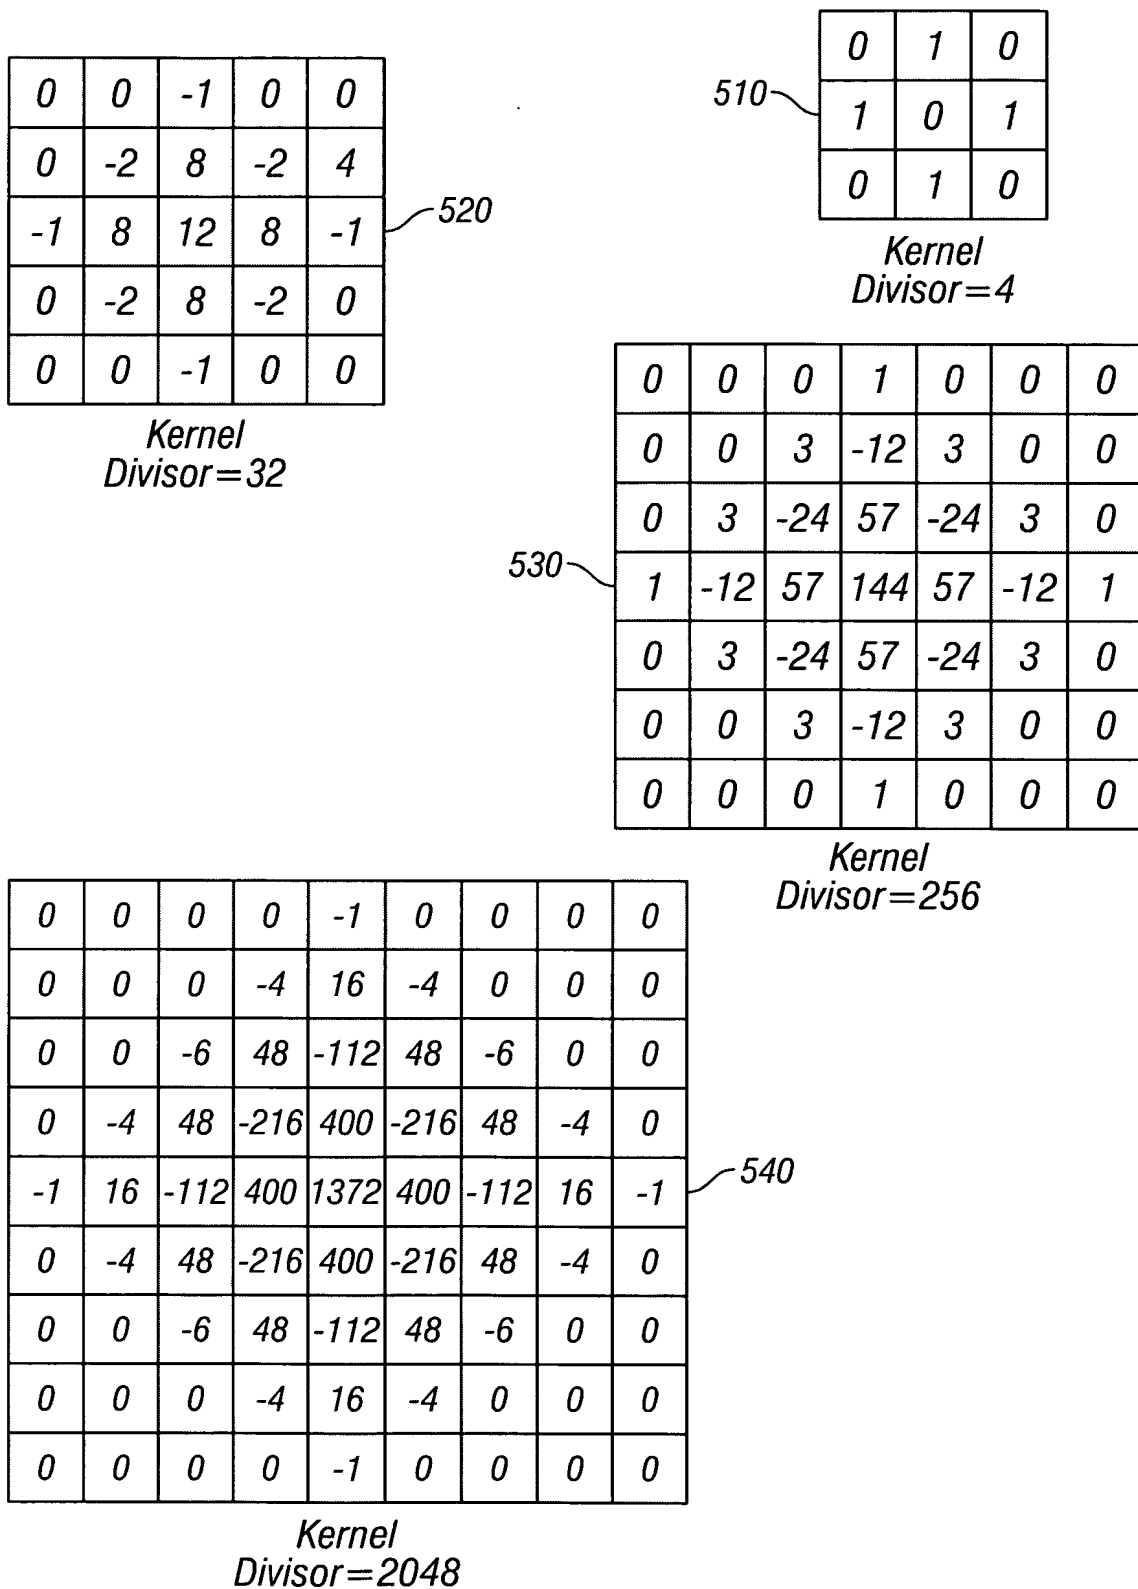 0 1 0
510
1 0 1
0 1 0
Kernel
Divisor=4
0 0 -1 0 0
0 -2 8 -2 4
-1 8 12 8 -1
520
0 -2 8 -2 0
0 0 -1 0 0
Kernel
Divisor=32
0 0 0 1 0 0 0
0 0 3 -12 3 0 0
0 3 -24 57 -24 3 0
530
1 -12 57 144 57 -12 1
0 3 -24 57 -24 3 0
0 0 3 -12 3 0 0
0 0 0 1 0 0 0
Kernel
Divisor=256
0 0 0 0 -1 0 0 0 0
0 0 0 -4 16 -4 0 0 0
0 0 -6 48 -112 48 -6 0 0
0 -4 48 -216 400 -216 48 -4 0
-1 16 -112 400 1372 400 -112 16 -1
540
0 -4 48 -216 400 -216 48 -4 0
0 0 -6 48 -112 48 -6 0 0
0 0 0 -4 16 -4 0 0 0
0 0 0 0 -1 0 0 0 0
Kernel
Divisor=2048